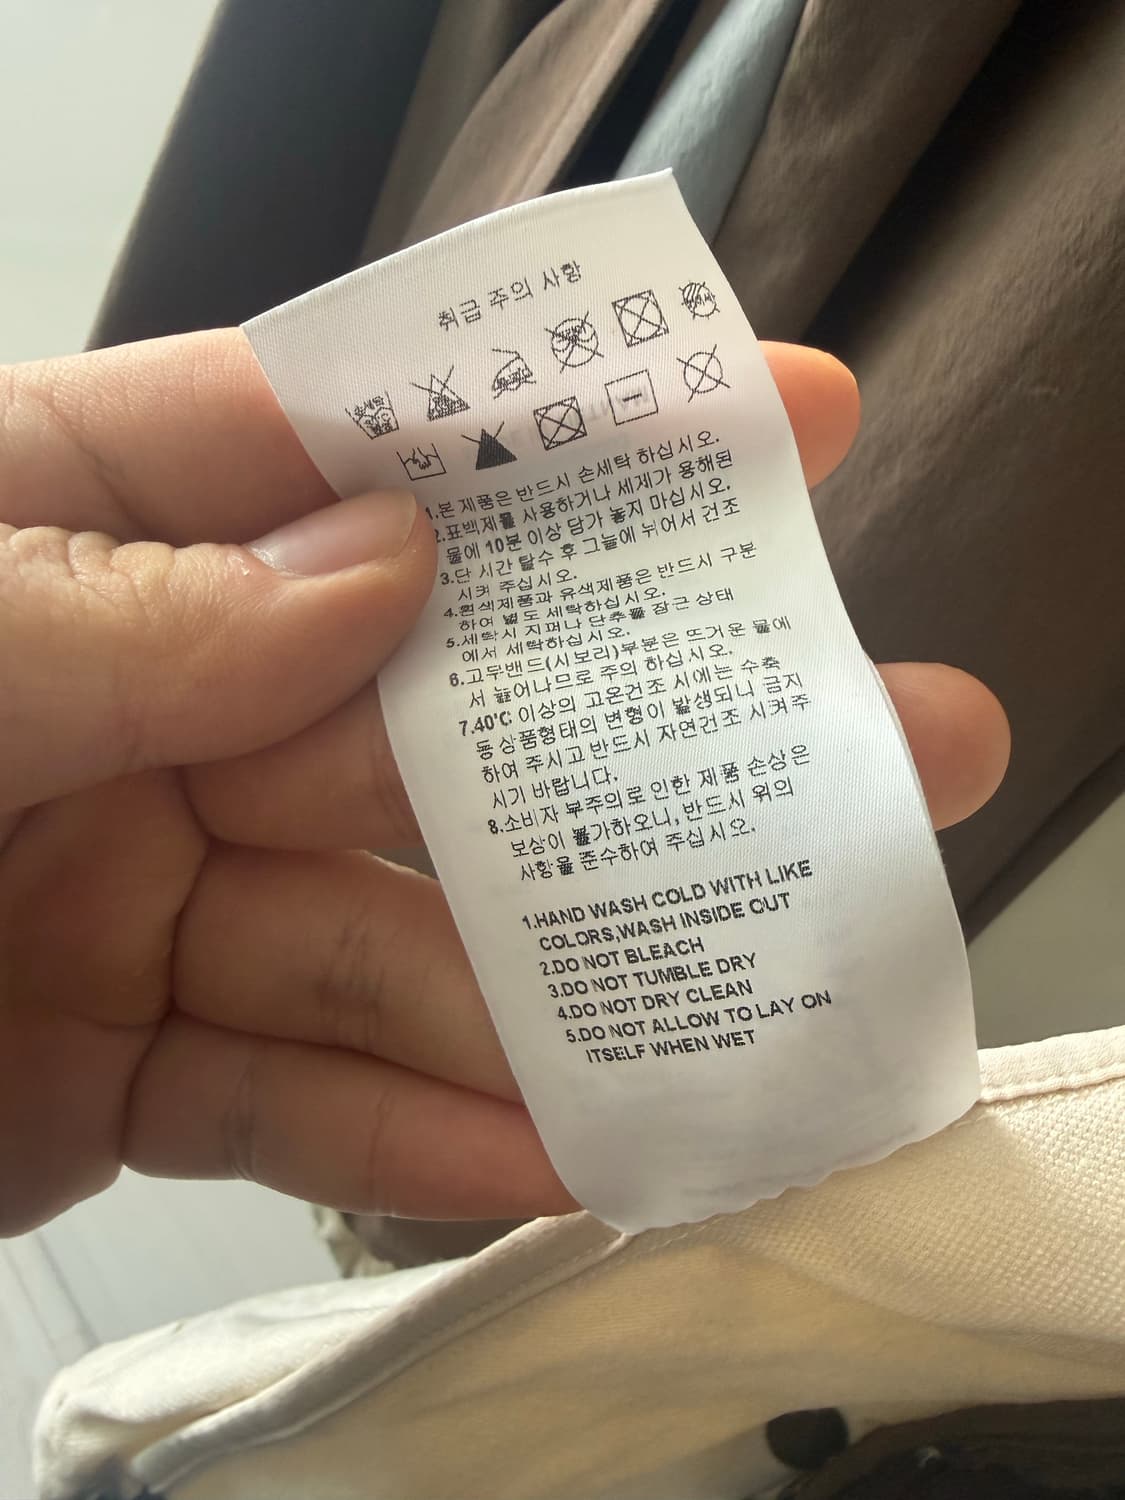 취급 주의 사항
1.본 제품은 반드시 손세탁 하십시오.
2.표백제를 사용하거나 세제가 용해된
물에 10분 이상 담가 놓지 마십시오.
3.단 시간 탈수 후 그늘에 뉘어서 건조
시켜 주십시오.
4.흰색제품과 유색제품은 반드시 구분
하여 별도 세탁하십시오.
5.세탁시 지퍼나 단추를 잠근 상태
에서 세탁하십시오.
6.고무밴드(시보리)부분은 뜨거운 물에
서 늘어나므로 주의 하십시오.
7.40℃ 이상의 고온건조 시에는 수축
등 상품형태의 변형이 발생되니 금지
하여 주시고 반드시 자연건조 시켜주
시기 바랍니다.
8.소비자 부주의로 인한 제품 손상은
보상이 불가하오니,반드시 위의
사항을 준수하여 주십시오.
1.HAND WASH COLD WITH LIKE
COLORS,WASH INSIDE OUT
2.DO NOT BLEACH
3.DO NOT TUMBLE DRY
4.DO NOT DRY CLEAN
5.DO NOT ALLOW TO LAY ON
ITSELF WHEN WET